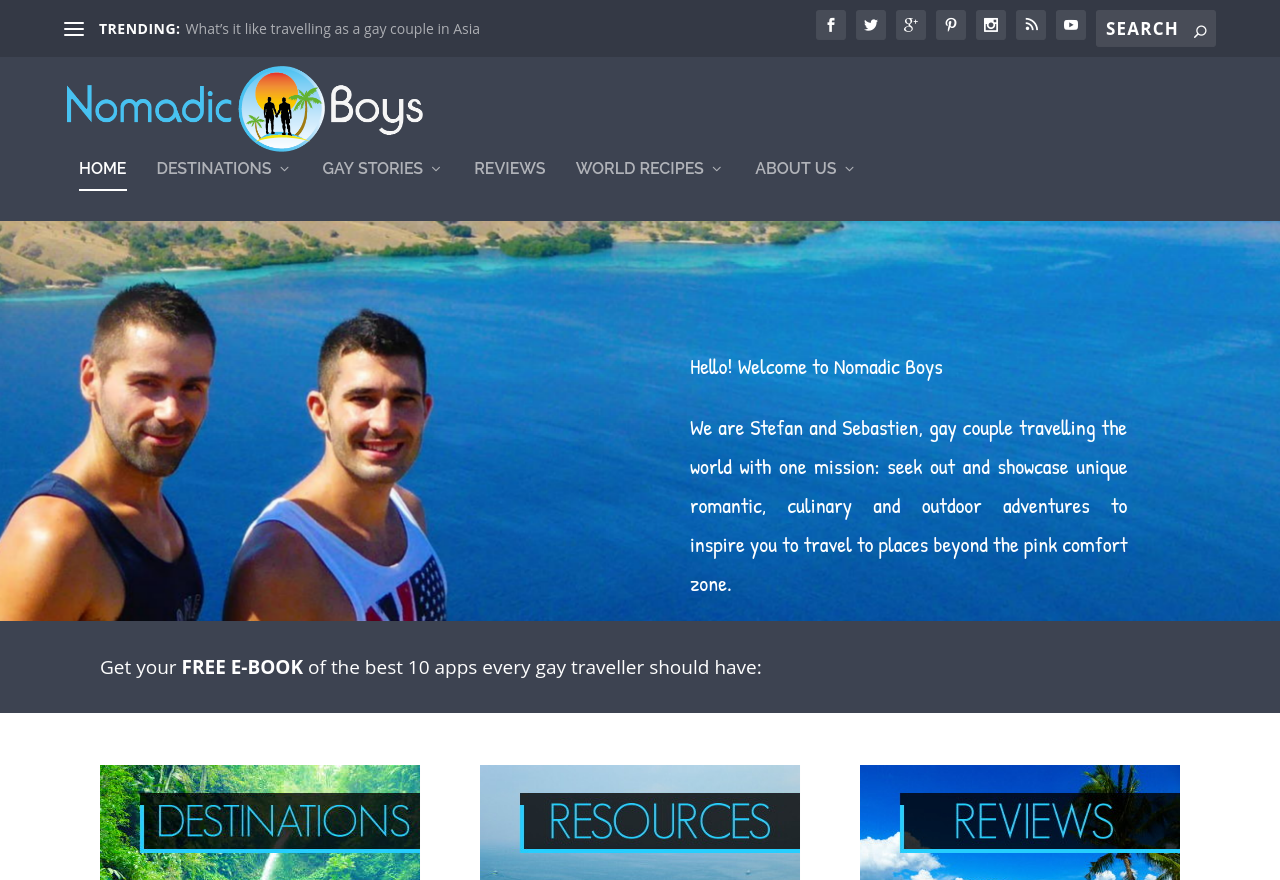 TRENDING: What's it like travelling as a gay couple in Asia
SEARCH
Nomadic Boys
HOME DESTINATIONS GAY STORIES REVIEWS WORLD RECIPES ABOUT US
Hello! Welcome to Nomadic Boys
We are Stefan and Sebastien, gay couple travelling the
world with one mission: seek out and showcase unique
romantic, culinary and outdoor adventures to
inspire you to travel to places beyond the pink comfort
zone.
Get your FREE E-BOOK of the best 10 apps every gay traveller should have:
DESTINATIONS
RESOURCES
REVIEWS